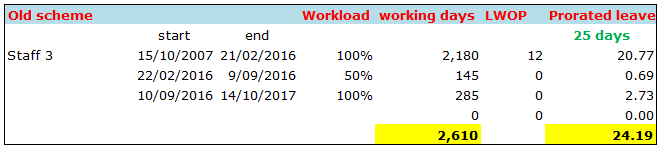 Old scheme Workload working days LWOP Prorated leave
start end 25 days
Staff 3 15/10/2007 21/02/2016 100% 2,180 12 20.77
22/02/2016 9/09/2016 50% 145 0 0.69
10/09/2016 14/10/2017 100% 285 0 2.73
0 0 0.00
2,610 24.19